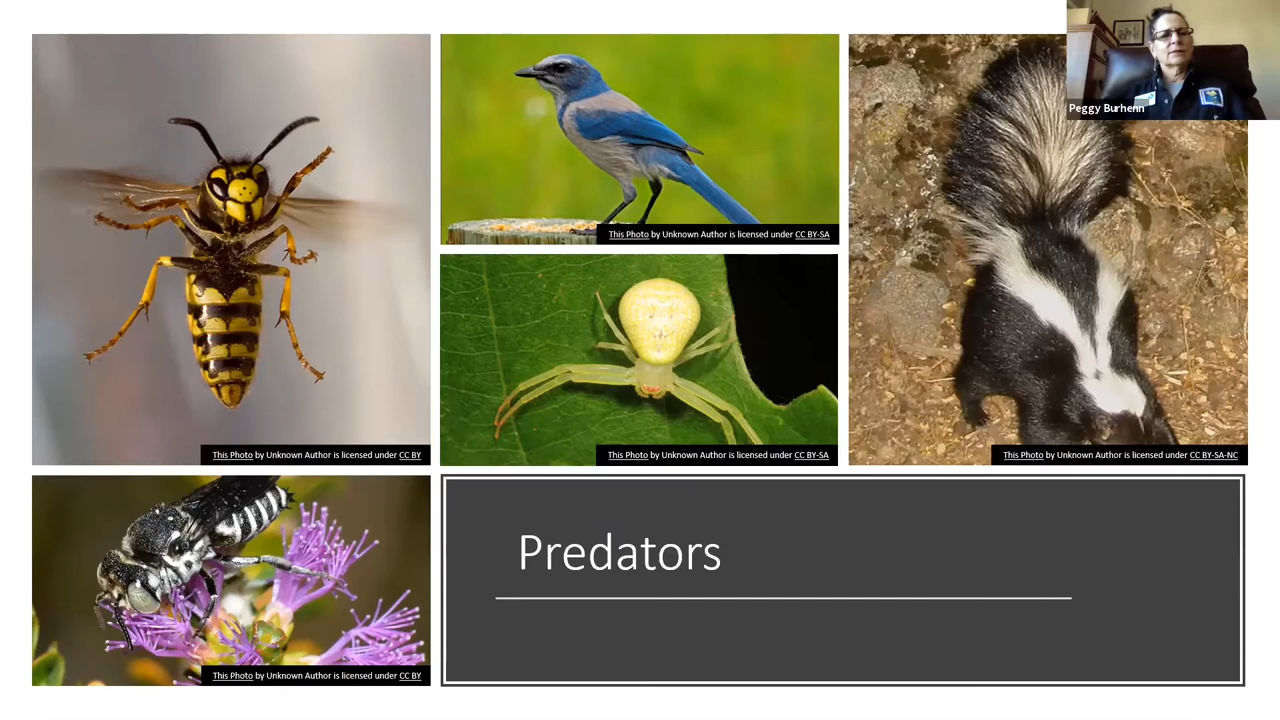 Peggy Burhenn
This Photo by Unknown Author is licensed under CC BY-SA
This Photo by Unknown Author is licensed under CC BY
This Photo by Unknown Author is licensed under CC BY-SA
This Photo by Unknown Author is licensed under CC BY-SA-NC
Predators
This Photo by Unknown Author is licensed under CC BY